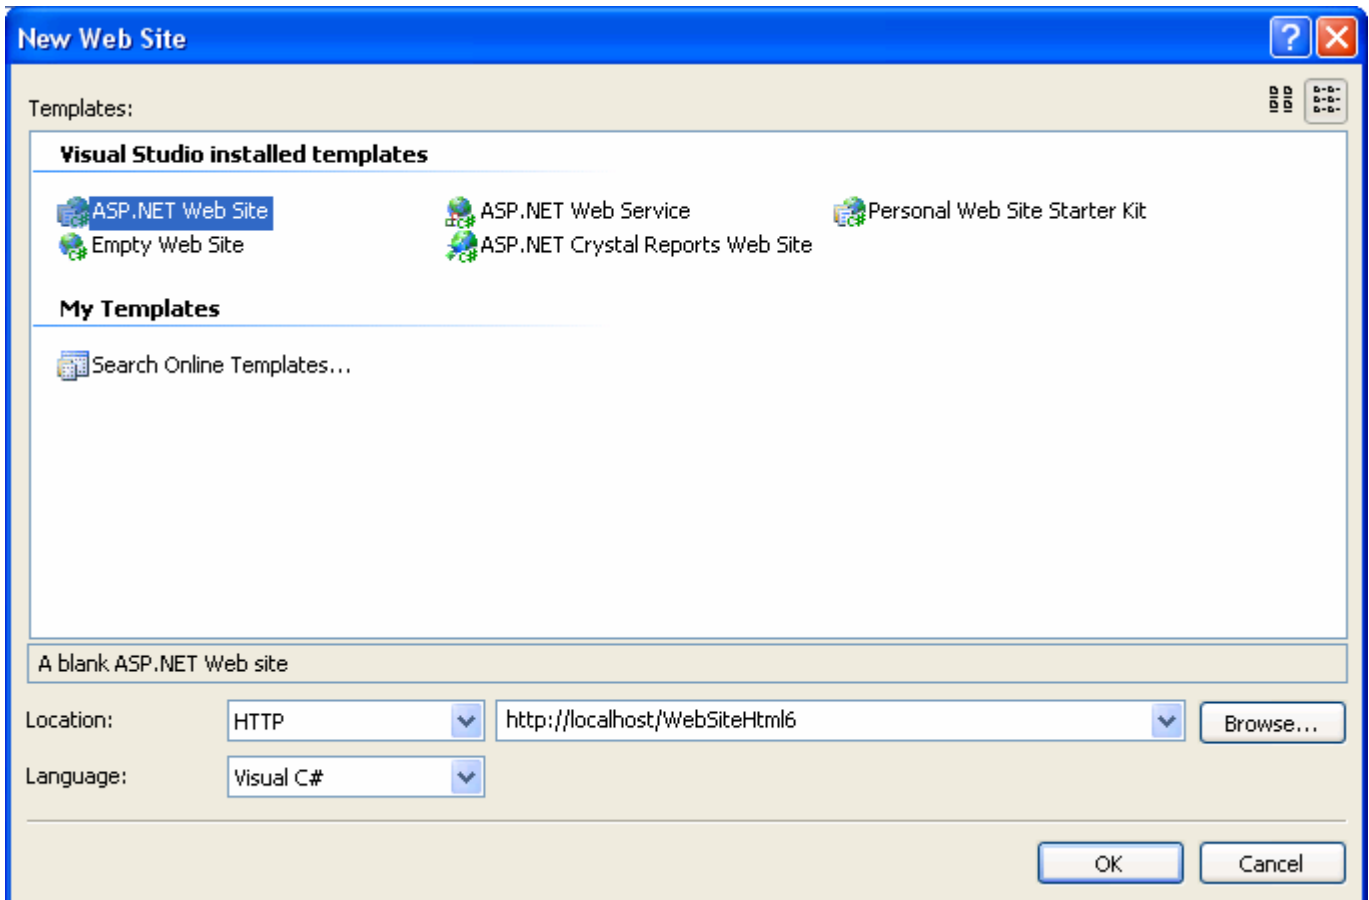 New Web Site
Templates:
Visual Studio installed templates
ASP.NET Web Site
ASP.NET Web Service
Personal Web Site Starter Kit
Empty Web Site
ASP.NET Crystal Reports Web Site
My Templates
Search Online Templates...
A blank ASP.NET Web site
Location:
HTTP
http://localhost/WebSiteHtml6
Browse...
Language:
Visual C#
OK
Cancel